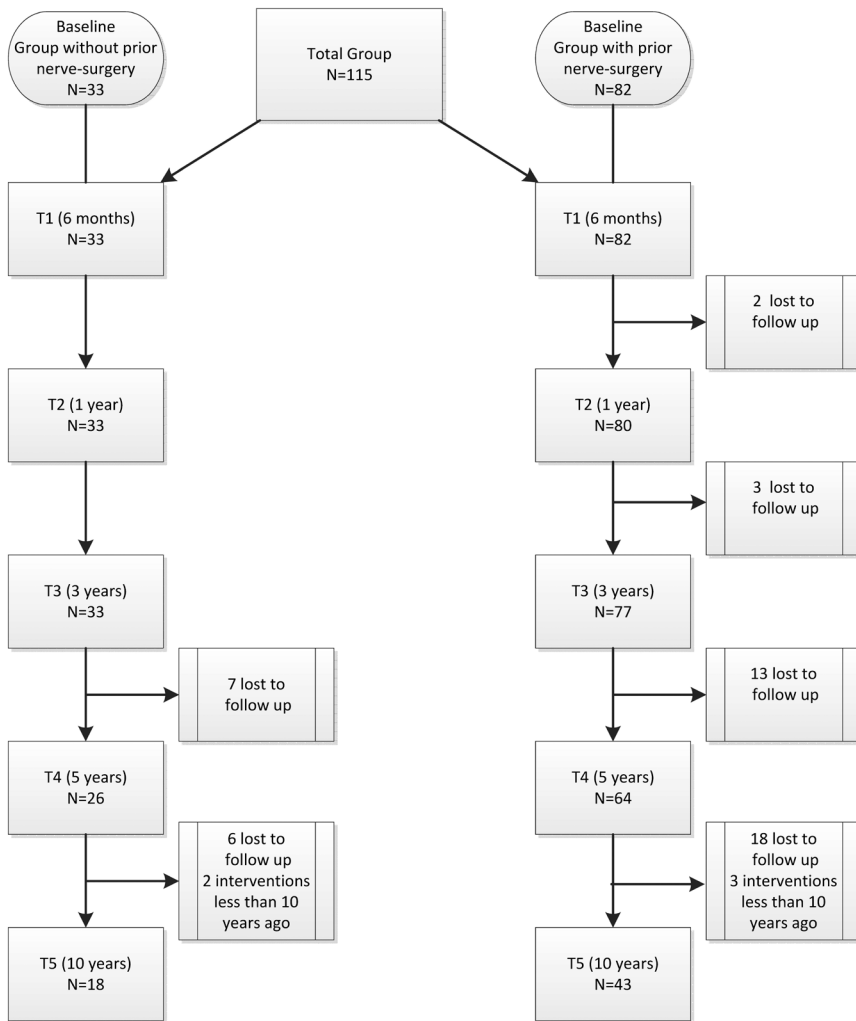 Baseline
Group without prior
nerve-surgery
N=33
Total Group
N=115
Baseline
Group with prior
nerve-surgery
N=82
T1 (6 months)
N=33
T1 (6 months)
N=82
2 lost to
follow up
T2 (1 year)
N=33
T2 (1 year)
N=80
3 lost to
follow up
T3 (3 years)
N=33
T3 (3 years)
N=77
7 lost to
follow up
13 lost to
follow up
T4 (5 years)
N=26
T4 (5 years)
N=64
6 lost to
follow up
2 interventions
less than 10
years ago
18 lost to
follow up
3 interventions
less than 10
years ago
T5 (10 years)
N=18
T5 (10 years)
N=43